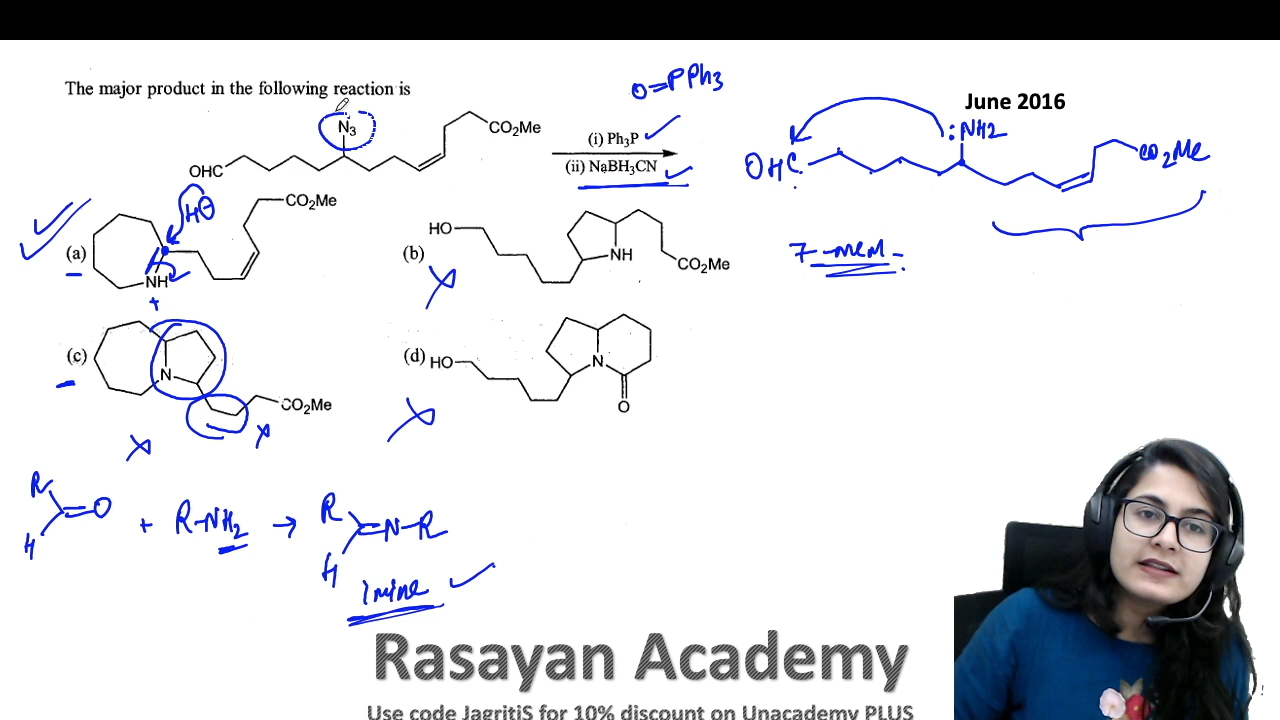 O=PPh3
The major product in the following reaction is
June 2016
N3
CO2Me
(i) Ph3P
(ii) NaBH3CN
OHC
:NH2
OHC
CO2Me
HΘ
CO2Me
(a)
NH
+
HO
(b)
NH
CO2Me
7-mem.
(c)
N
CO2Me
(d)
HO
N
O
R
H
O
+ R-NH2 →
R
H
=N-R
Imine
Rasayan Academy
Use code JagritiS for 10% discount on Unacademy PLUS